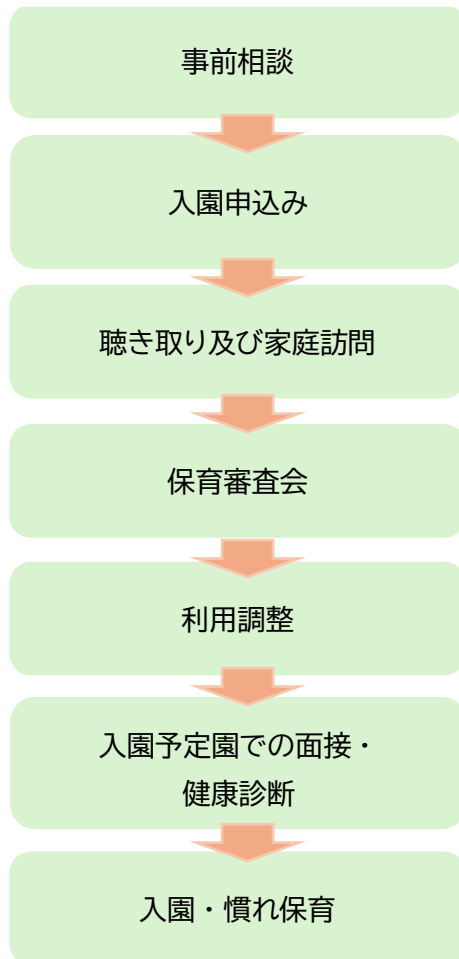 事前相談
入園申込み
聴き取り及び家庭訪問
保育審査会
利用調整
入園予定園での面接・
健康診断
入園・慣れ保育